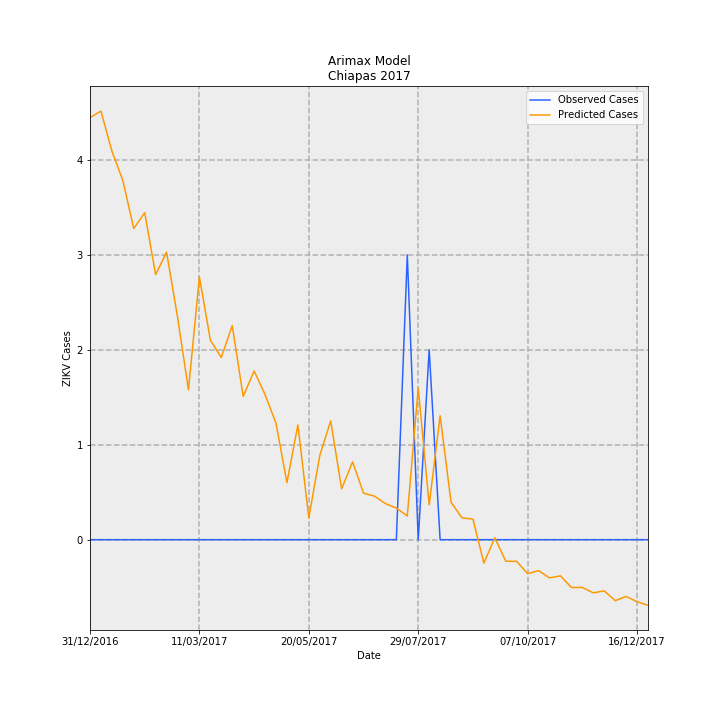 Arimax Model
Chiapas 2017
Observed Cases
Predicted Cases
ZIKV Cases
4
3
2
1
0
31/12/2016
11/03/2017
20/05/2017
29/07/2017
07/10/2017
16/12/2017
Date